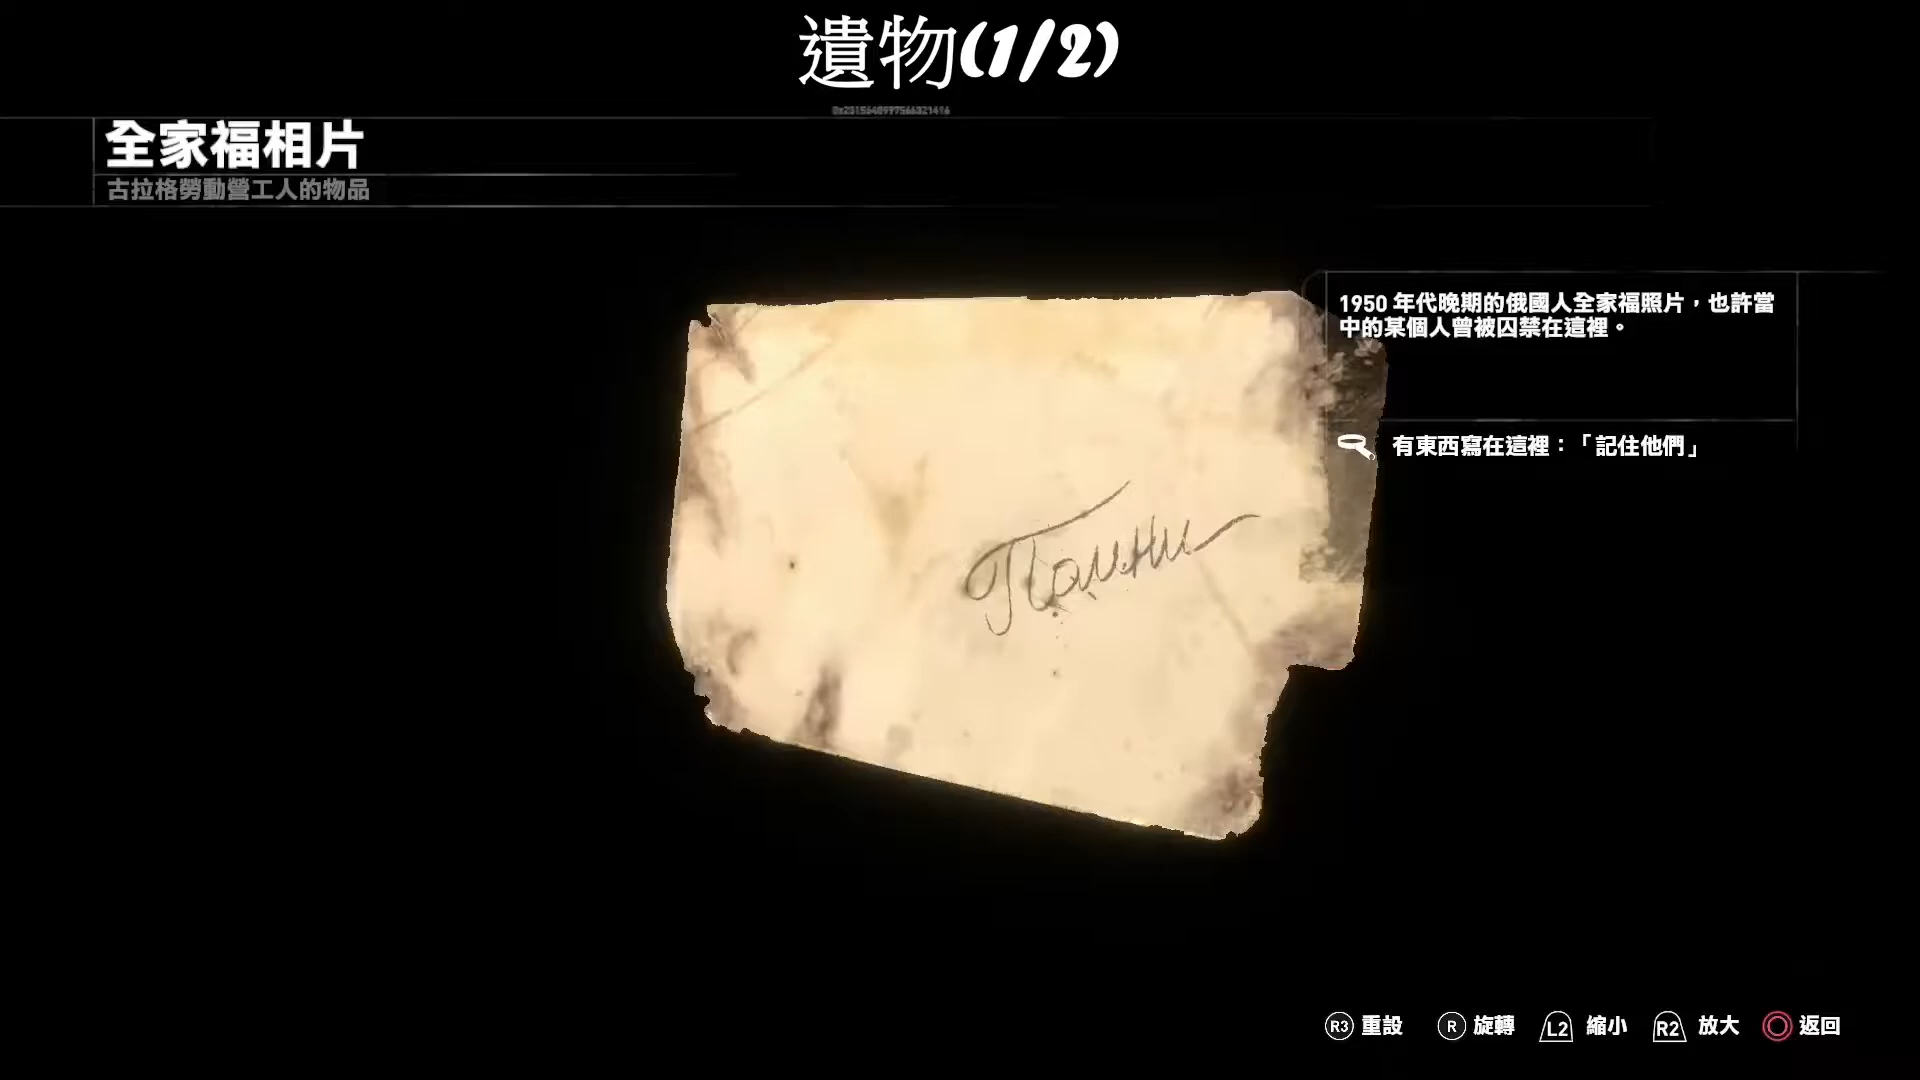 遺物(1/2)
全家福相片
古拉格勞動營工人的物品
1950 年代晚期的俄國人全家福照片，也許當
中的某個人曾被囚禁在這裡。
有東西寫在這裡：「記住他們」
R3 重設 R 旋轉 L2 縮小 R2 放大 返回